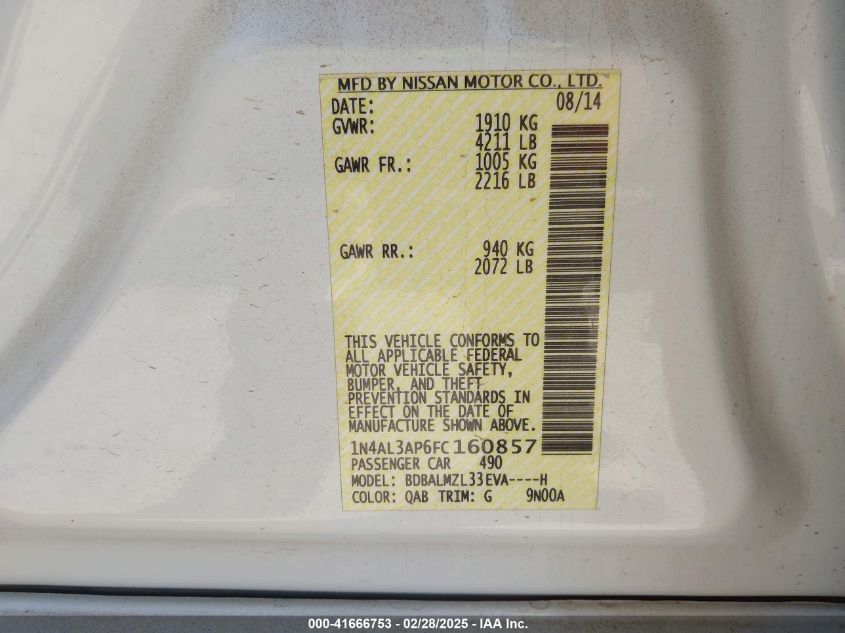 MFD BY NISSAN MOTOR CO., LTD.
DATE: 08/14
GVWR: 1910 KG
4211 LB
GAWR FR.: 1005 KG
2216 LB
GAWR RR.: 940 KG
2072 LB
THIS VEHICLE CONFORMS TO
ALL APPLICABLE FEDERAL
MOTOR VEHICLE SAFETY,
BUMPER, AND THEFT
PREVENTION STANDARDS IN
EFFECT ON THE DATE OF
MANUFACTURE SHOWN ABOVE.
1N4AL3AP6FC160857
PASSENGER CAR 490
MODEL: BDBALMZL33EVA----H
COLOR: QAB TRIM: G 9N00A
000-41666753 - 02/28/2025 - IAA Inc.